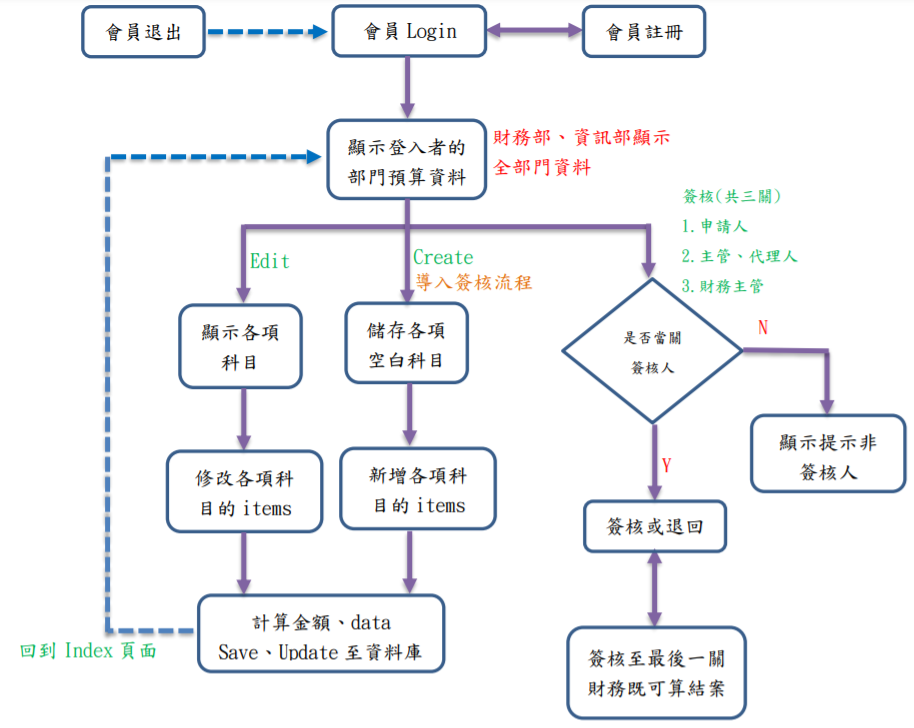 會員退出
會員 Login
會員註冊
顯示登入者的
部門預算資料
財務部、資訊部顯示
全部門資料
簽核(共三關)
1.申請人
2.主管、代理人
3.財務主管
Edit
Create
導入簽核流程
顯示各項
科目
儲存各項
空白科目
是否當關
簽核人
N
顯示提示非
簽核人
修改各項科
目的 items
新增各項科
目的 items
Y
簽核或退回
計算金額、data
Save、Update 至資料庫
回到 Index 頁面
簽核至最後一關
財務既可算結案